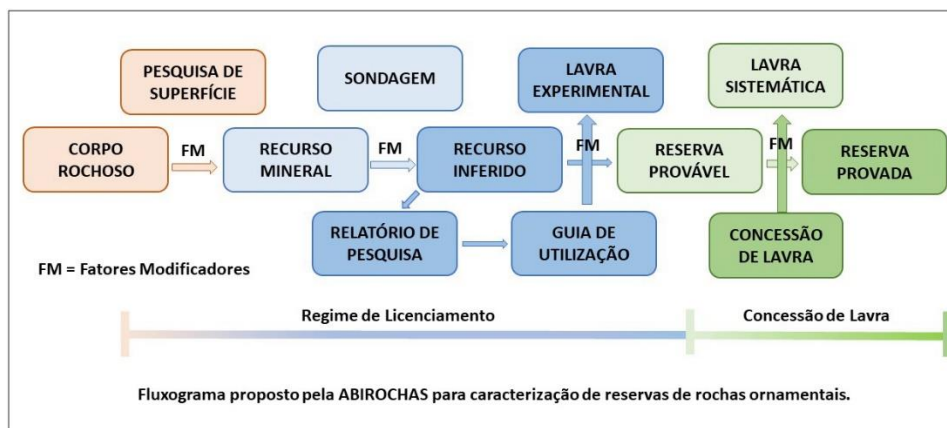 PESQUISA DE
SUPERFÍCIE
SONDAGEM
LAVRA
EXPERIMENTAL
LAVRA
SISTEMÁTICA
CORPO
ROCHOSO
FM
RECURSO
MINERAL
FM
RECURSO
INFERIDO
FM
RESERVA
PROVÁVEL
FM
RESERVA
PROVADA
RELATÓRIO DE
PESQUISA
GUIA DE
UTILIZAÇÃO
CONCESSÃO
DE LAVRA
FM = Fatores Modificadores
Regime de Licenciamento
Concessão de Lavra
Fluxograma proposto pela ABIROCHAS para caracterização de reservas de rochas ornamentais.